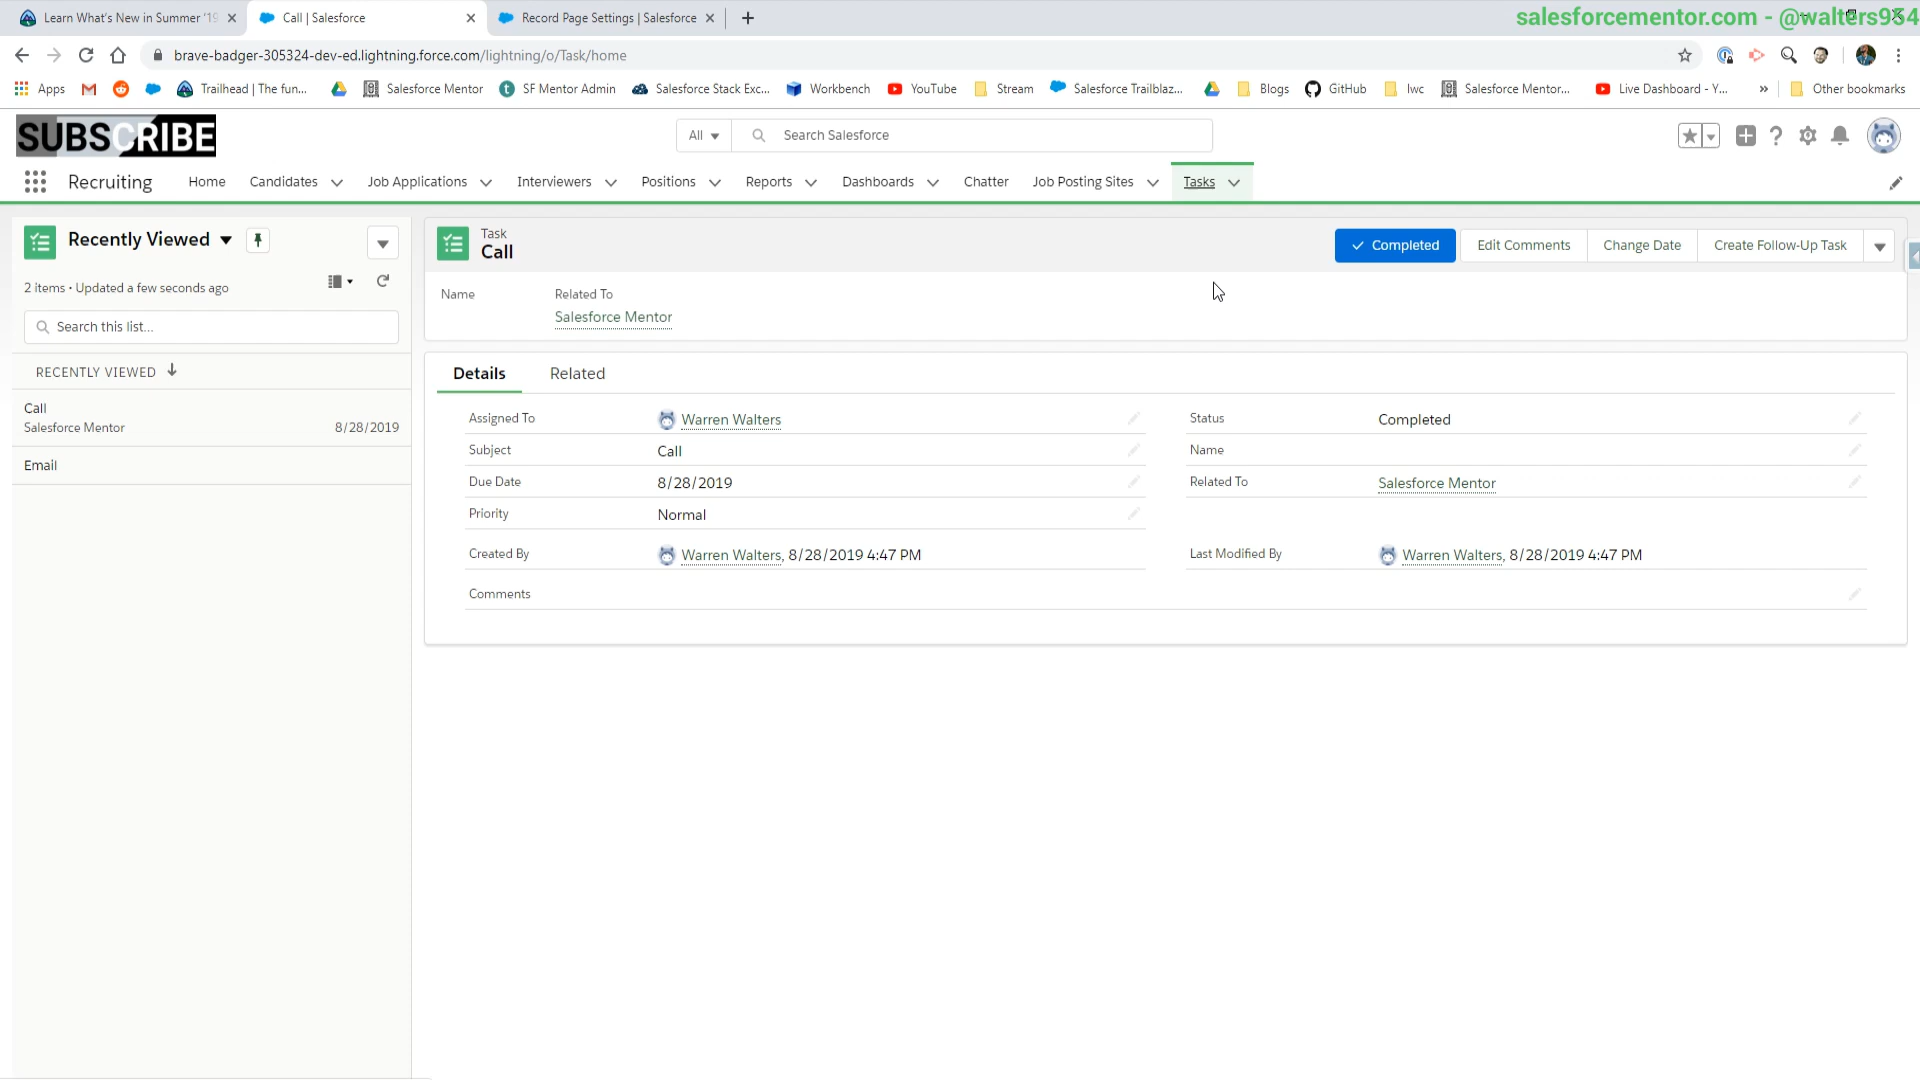 Learn What's New in Summer '19
Call | Salesforce
Record Page Settings | Salesforce
salesforcementor.com - @walters954
brave-badger-305324-dev-ed.lightning.force.com/lightning/o/Task/home
Apps
Trailhead | The fun...
Salesforce Mentor
SF Mentor Admin
Salesforce Stack Exc...
Workbench
YouTube
Stream
Salesforce Trailblaz...
Blogs
GitHub
lwc
Salesforce Mentor...
Live Dashboard - Y...
»
Other bookmarks
SUBSCRIBE
All
Search Salesforce
Recruiting
Home
Candidates
Job Applications
Interviewers
Positions
Reports
Dashboards
Chatter
Job Posting Sites
Tasks
Recently Viewed
2 items • Updated a few seconds ago
Search this list...
RECENTLY VIEWED
Call
Salesforce Mentor 8/28/2019
Email
Task
Call
Completed
Edit Comments
Change Date
Create Follow-Up Task
Name
Related To
Salesforce Mentor
Details
Related
Assigned To Warren Walters
Status Completed
Subject Call
Name
Due Date 8/28/2019
Related To Salesforce Mentor
Priority Normal
Created By Warren Walters, 8/28/2019 4:47 PM
Last Modified By Warren Walters, 8/28/2019 4:47 PM
Comments